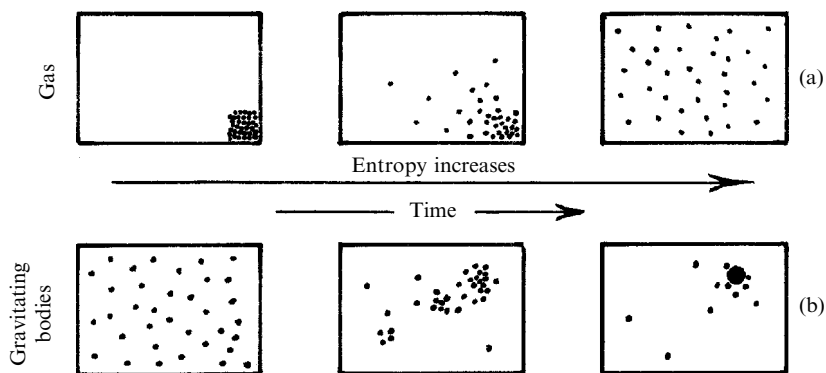 Gas
(a)
Entropy increases
Time
Gravitating
bodies
(b)